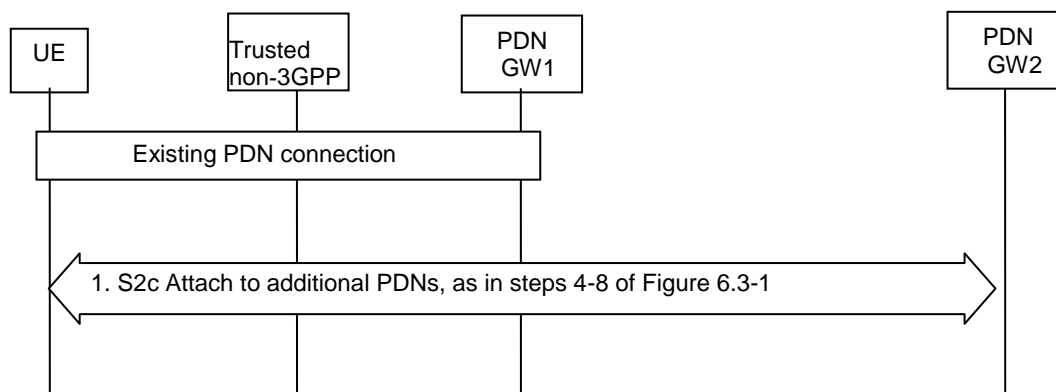 UE
Trusted
non-3GPP
PDN
GW1
PDN
GW2
Existing PDN connection
1. S2c Attach to additional PDNs, as in steps 4-8 of Figure 6.3-1